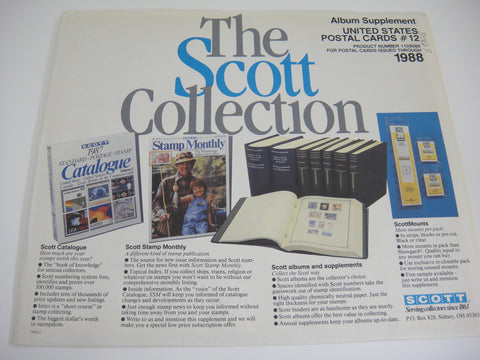 The
Scott
Collection
Album Supplement
UNITED STATES
POSTAL CARDS #12
PRODUCT NUMBER 110S088
FOR POSTAL CARDS ISSUED THROUGH
1988
SCOTT
1987
STANDARD POSTAGE STAMP
Catalogue
Stamp Monthly
Scott Catalogue
How much are your
stamps worth this year?
● The "Book of knowledge"
for serious collectors.
● Scott numbering system lists,
identifies and prices over
300,000 stamps.
● Includes tens of thousands of
price updates and new listings.
● Intro is a "short course" in
stamp collecting.
● The biggest dollar's worth
in stampdom.
Scott Stamp Monthly
A different kind of stamp publication
● The source for new issue information and Scott num-
bers. Get the news first with Scott Stamp Monthly.
● Topical Index. If you collect ships, trains, religion or
whatever on stamps you won't want to be without our
comprehensive monthly listing.
● Inside information. As the "voice" of the Scott
Catalogue, SSM will keep you informed of catalogue
changes and developments as they occur.
● Just enough stamp news to keep you informed without
taking time away from you and your stamps.
● Write to us and mention this supplement and we will
make you a special low price subscription offer.
Scott albums and supplements
Collect the Scott way
● Scott albums are the collector's choice.
● Spaces identified with Scott numbers take the
guesswork out of stamp identification.
● High quality chemically neutral paper. Just the
right thickness for your stamps.
● Scott binders are as handsome as they are sturdy.
● Scott albums offer the best value in collecting.
● Annual supplements keep your albums up-to-date.
ScottMounts
More mounts per pack!
● In strips, blocks or pre-cut.
Black or clear.
● More mounts in pack than
Showgard®. Quality equal to
any mount you can buy.
● Use exclusive re-closable pack
for storing unused mounts.
● Free sample available -
just write us and mention
this supplement.
SCOTT
Serving collectors since 1863
P.O. Box 828, Sidney, OH 45365